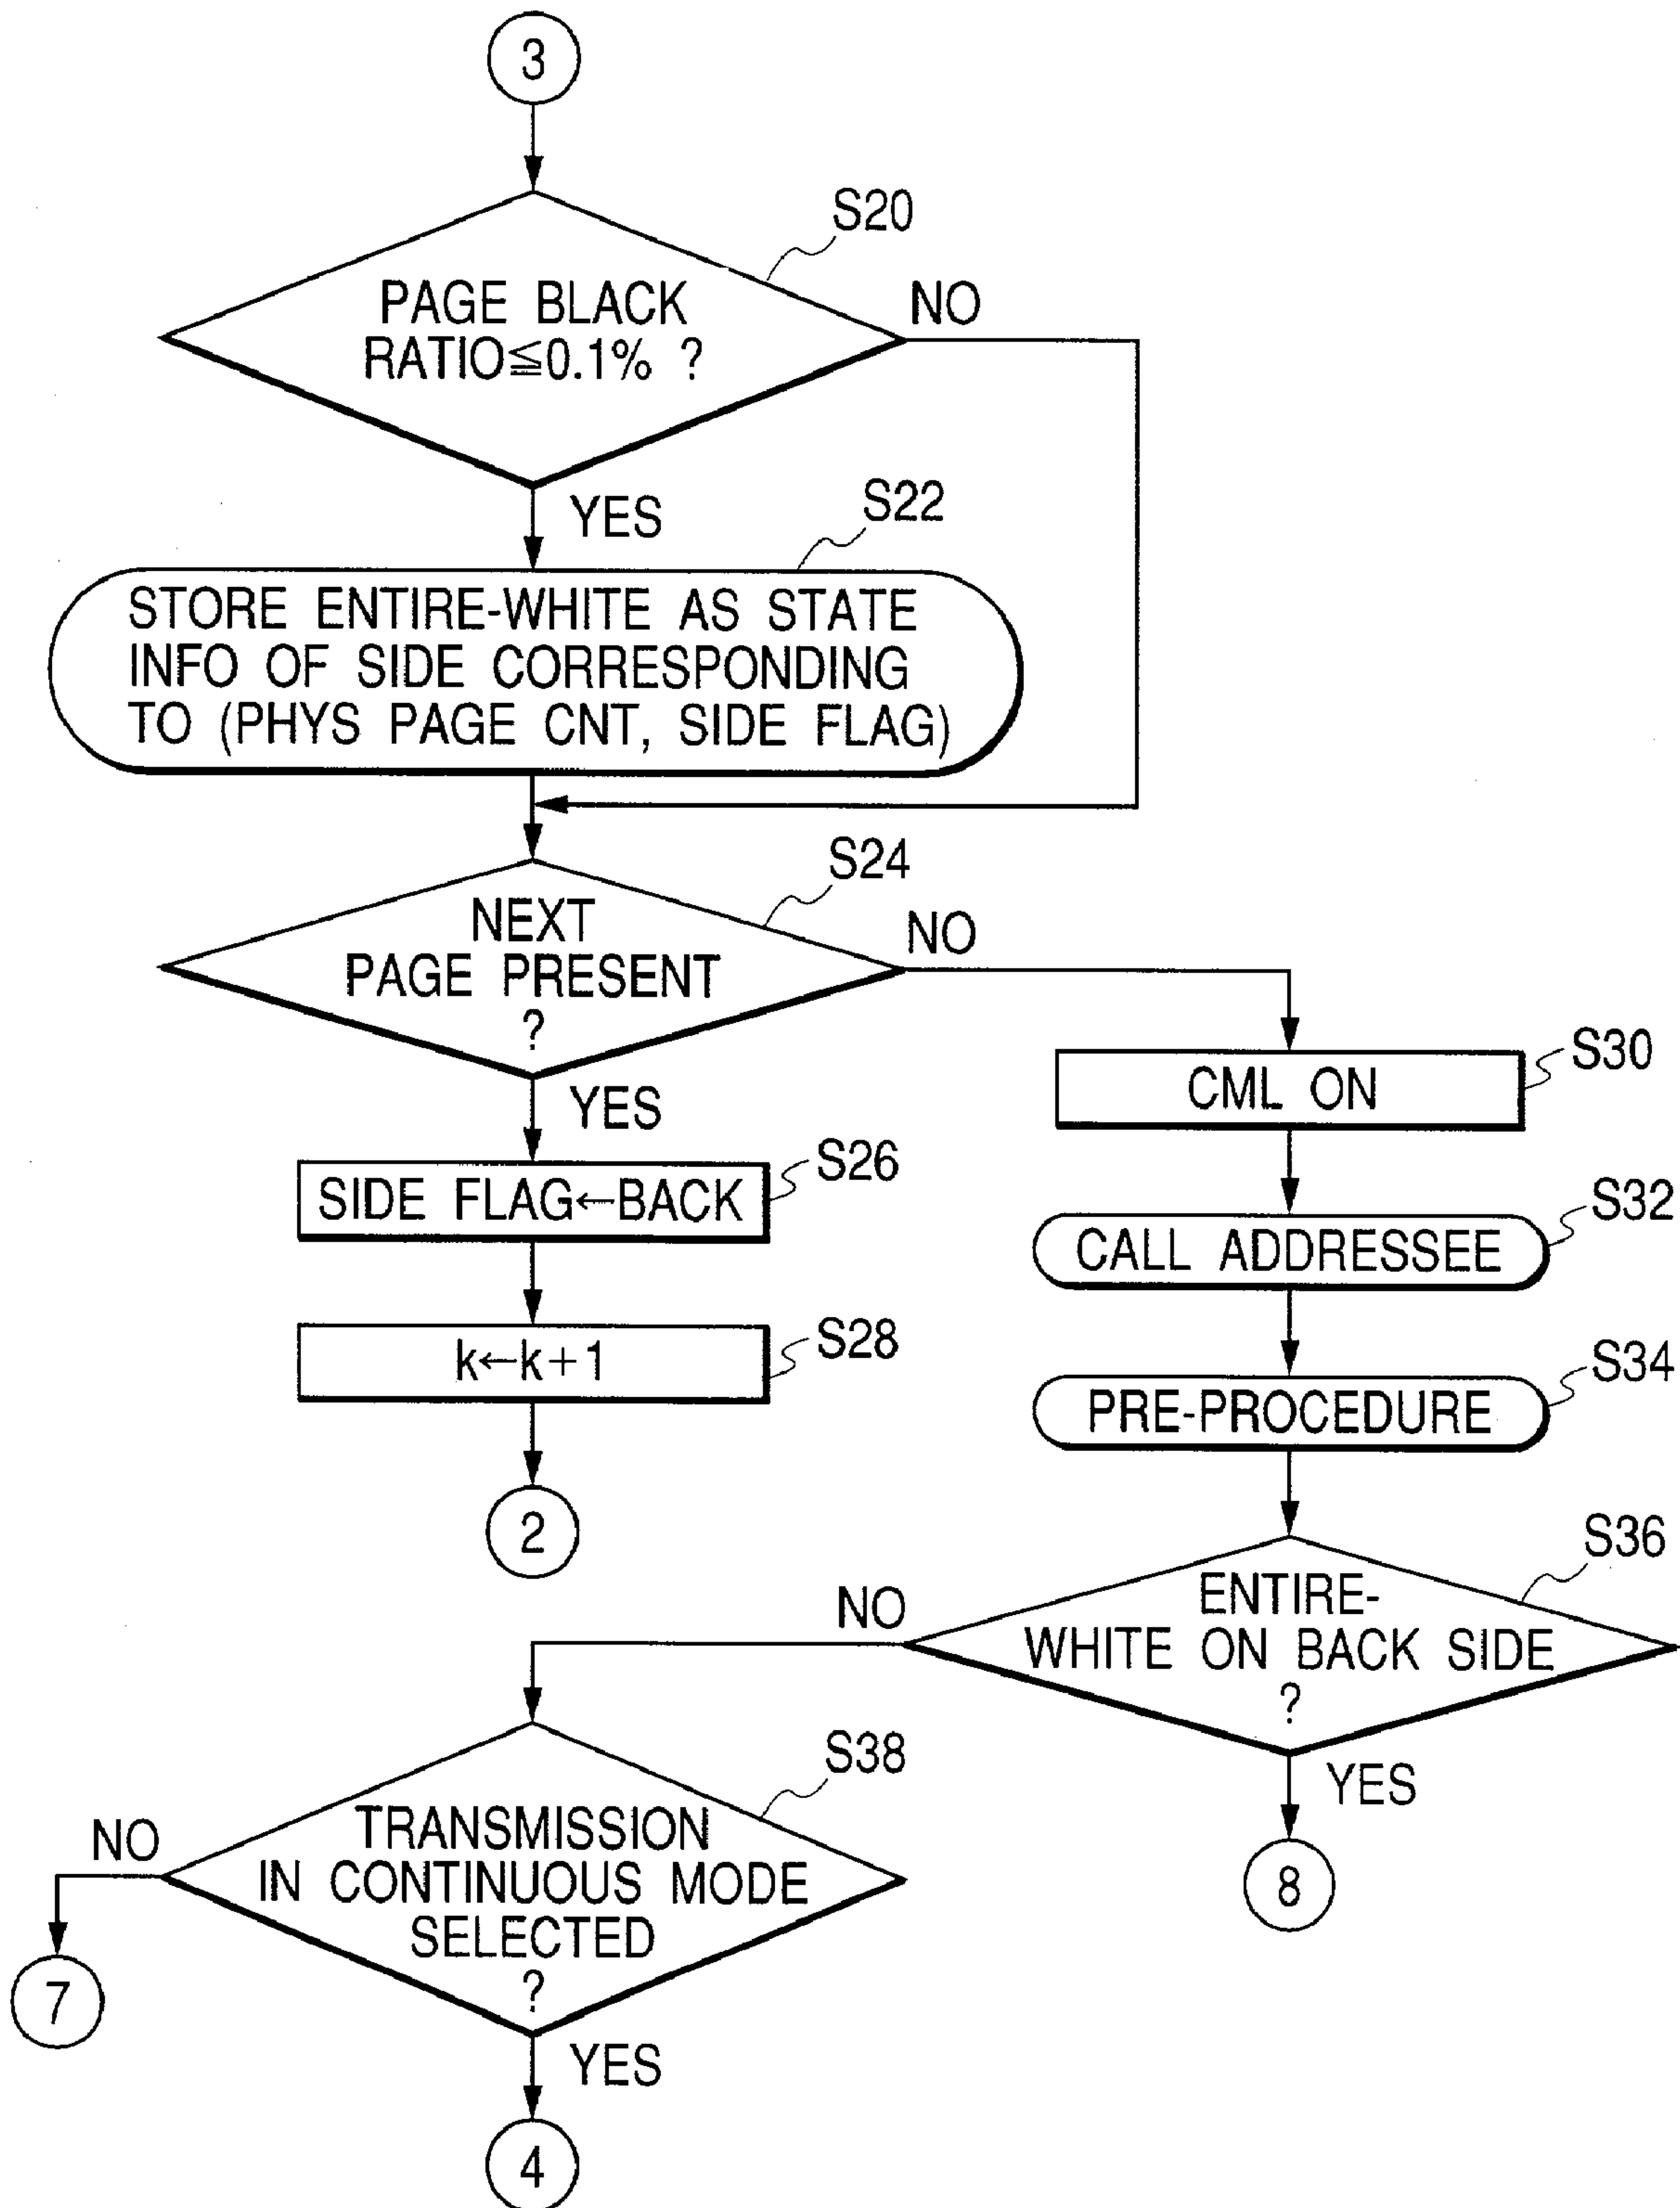 3
S20
PAGE BLACK
RATIO≦0.1% ?
NO
YES
S22
STORE ENTIRE-WHITE AS STATE
INFO OF SIDE CORRESPONDING
TO (PHYS PAGE CNT, SIDE FLAG)
S24
NEXT
PAGE PRESENT
?
NO
YES
S26
SIDE FLAG←BACK
S28
k←k+1
2
S30
CML ON
S32
CALL ADDRESSEE
S34
PRE-PROCEDURE
S36
ENTIRE-
WHITE ON BACK SIDE
?
NO
YES
8
S38
TRANSMISSION
IN CONTINUOUS MODE
SELECTED
?
NO
7
YES
4